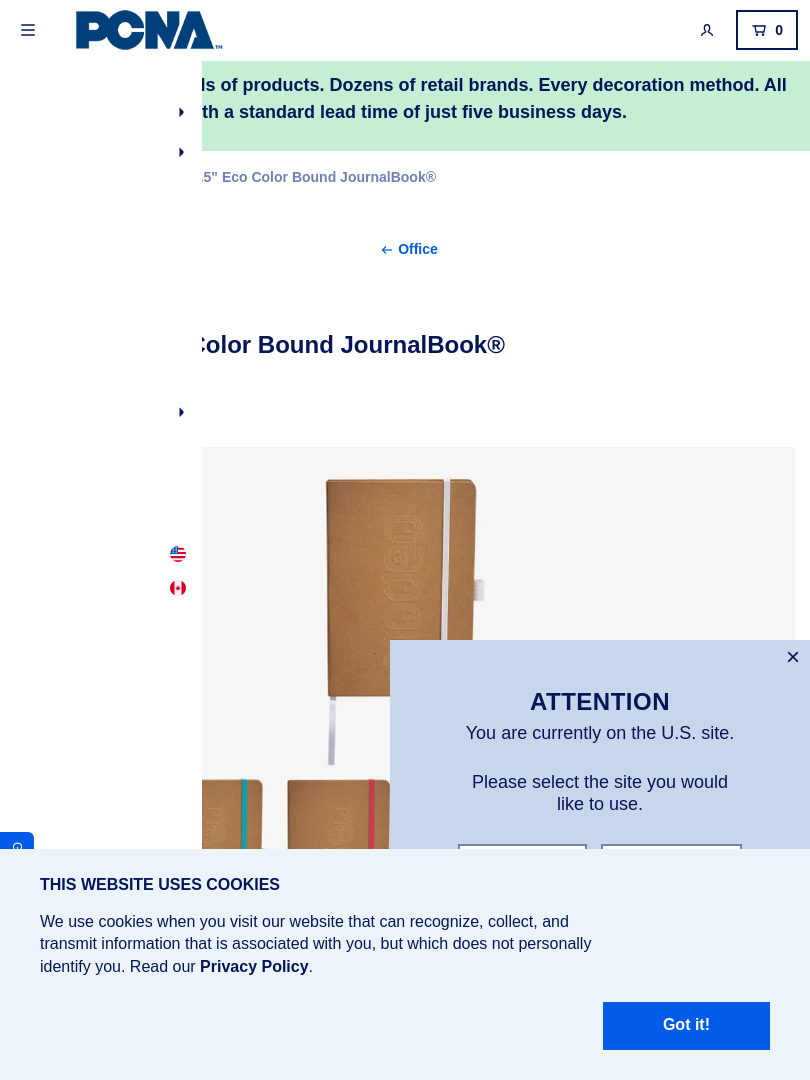 PCNA™
0
of products. Dozens of retail brands. Every decoration method. All
a standard lead time of just five business days.
Eco Color Bound JournalBook®
Office
Color Bound JournalBook®
ATTENTION
You are currently on the U.S. site.
Please select the site you would
like to use.
THIS WEBSITE USES COOKIES
We use cookies when you visit our website that can recognize, collect, and
transmit information that is associated with you, but which does not personally
identify you. Read our Privacy Policy.
Got it!